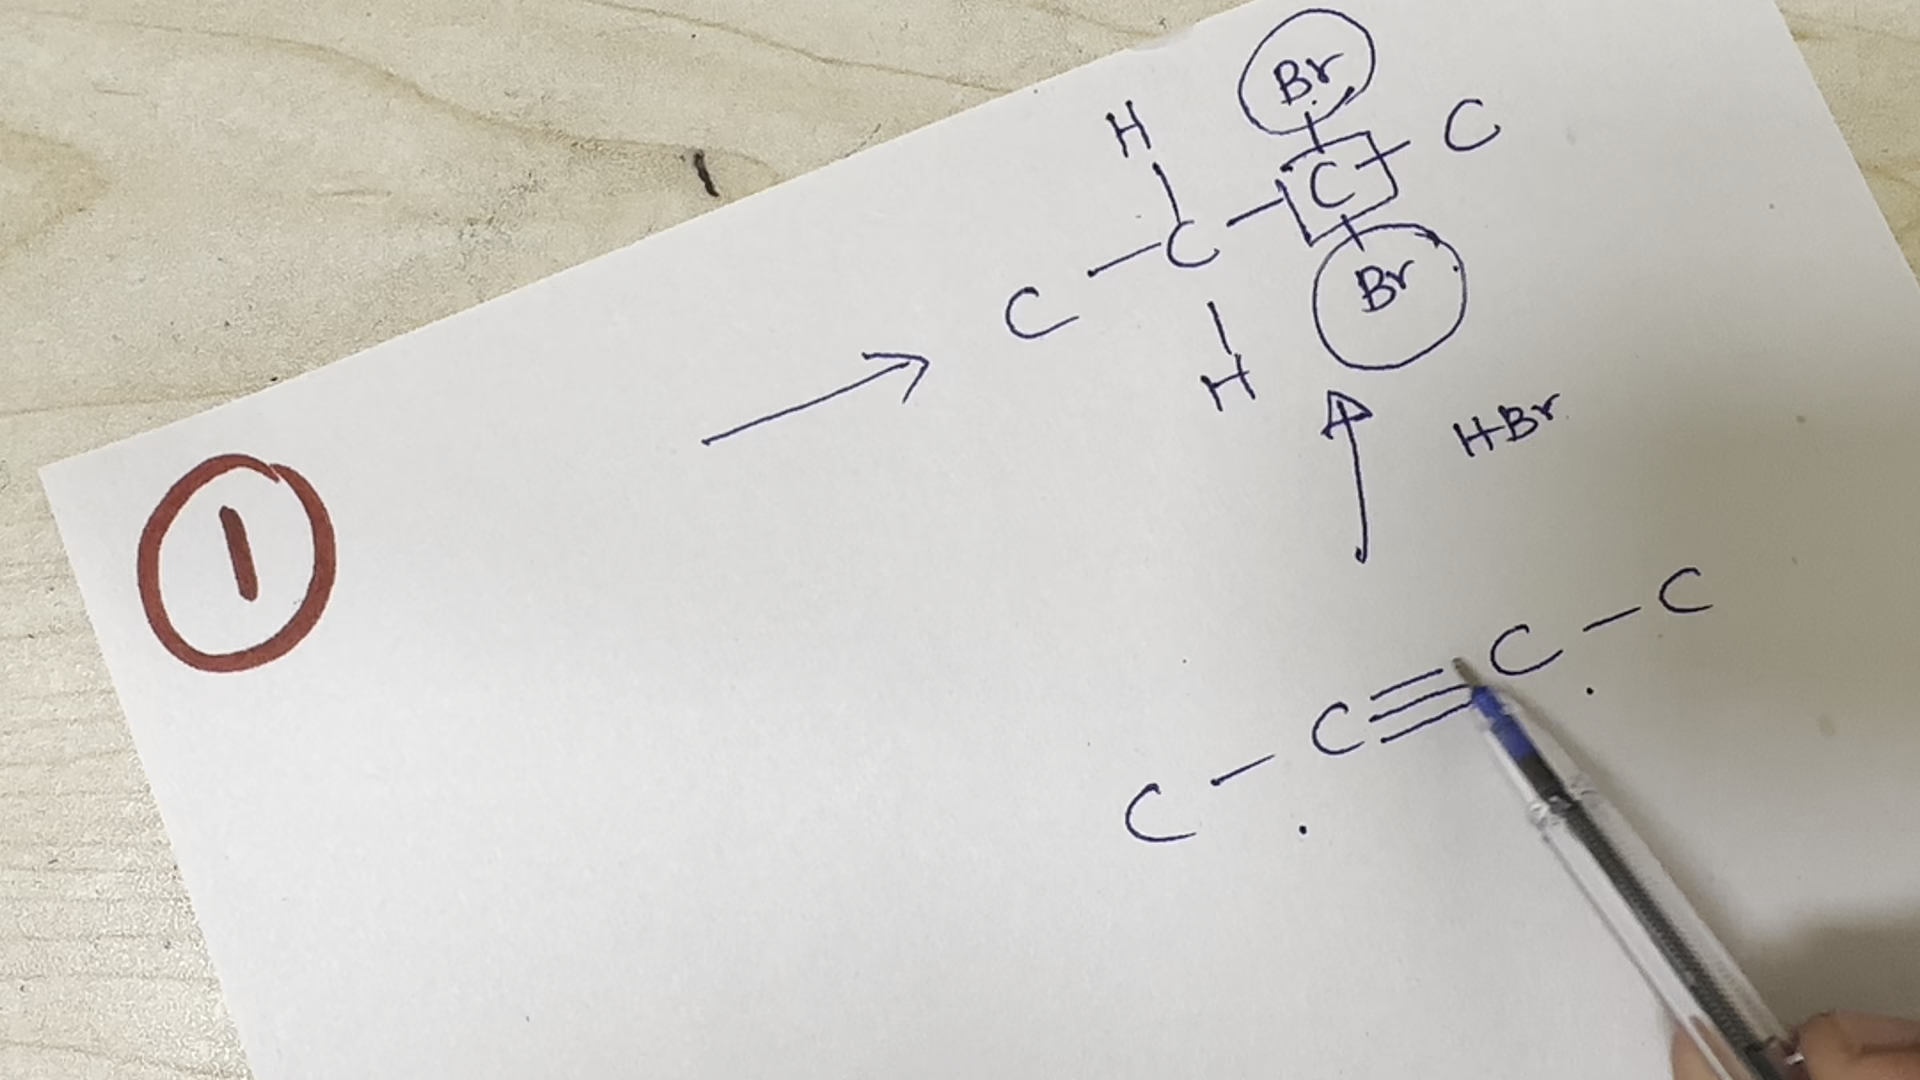 Br
H
C
C – C –
C
H
Br
HBr
1
C – C ≡ C – C